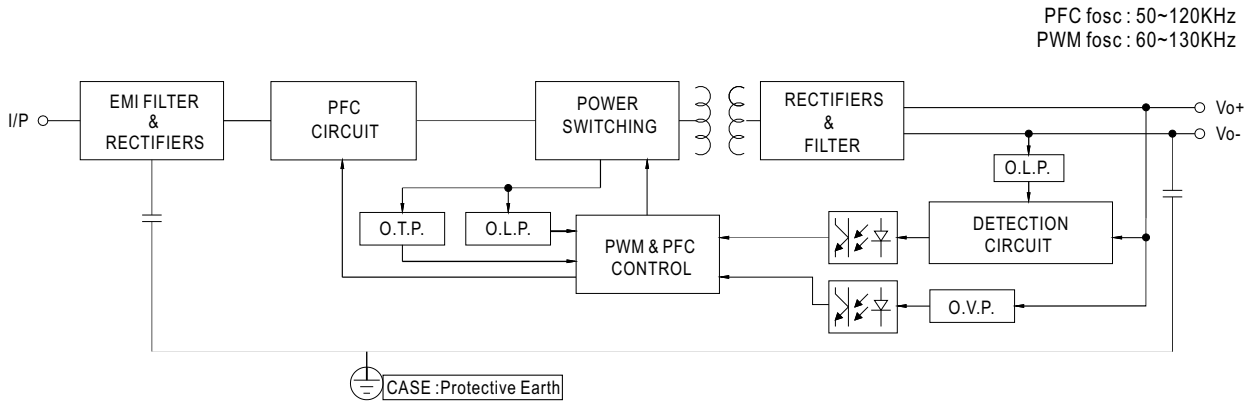 PFC fosc : 50~120KHz
PWM fosc : 60~130KHz
I/P
EMI FILTER
&
RECTIFIERS
PFC
CIRCUIT
POWER
SWITCHING
RECTIFIERS
&
FILTER
Vo+
Vo-
O.L.P.
O.T.P.
O.L.P.
PWM & PFC
CONTROL
DETECTION
CIRCUIT
O.V.P.
CASE :Protective Earth